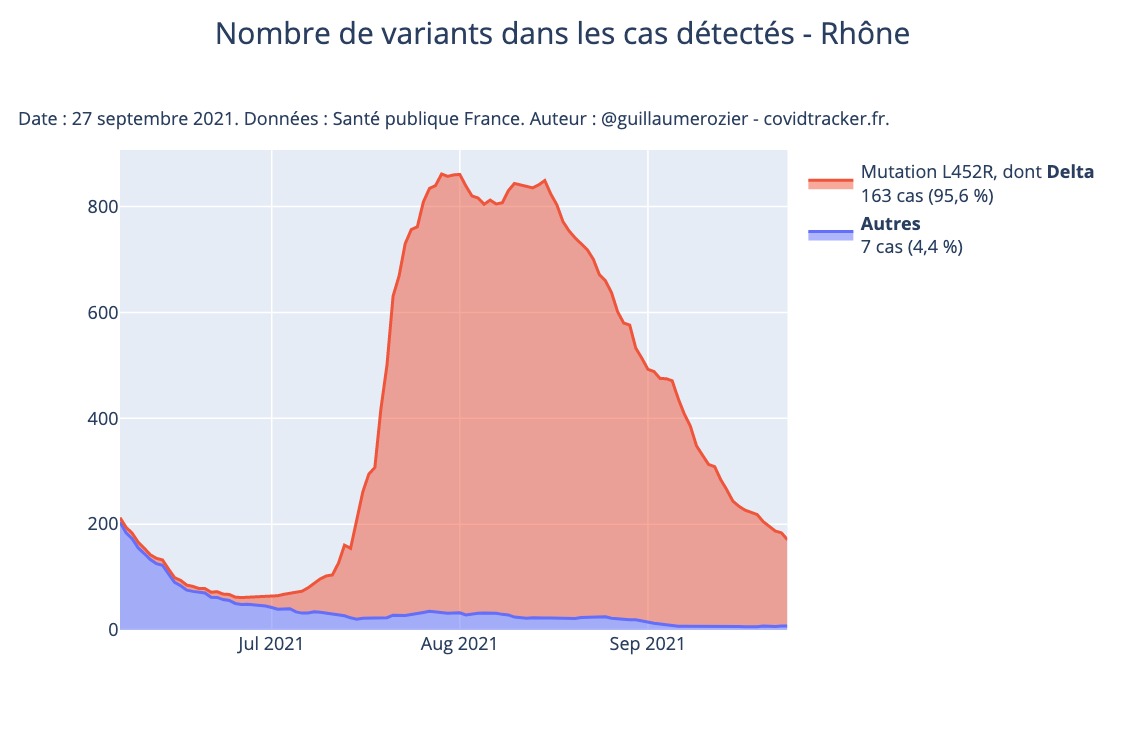 Nombre de variants dans les cas détectés - Rhône
Date : 27 septembre 2021. Données : Santé publique France. Auteur : @guillaumerozier - covidtracker.fr.
Mutation L452R, dont Delta
163 cas (95,6 %)
Autres
7 cas (4,4 %)
800
600
400
200
0
Jul 2021
Aug 2021
Sep 2021